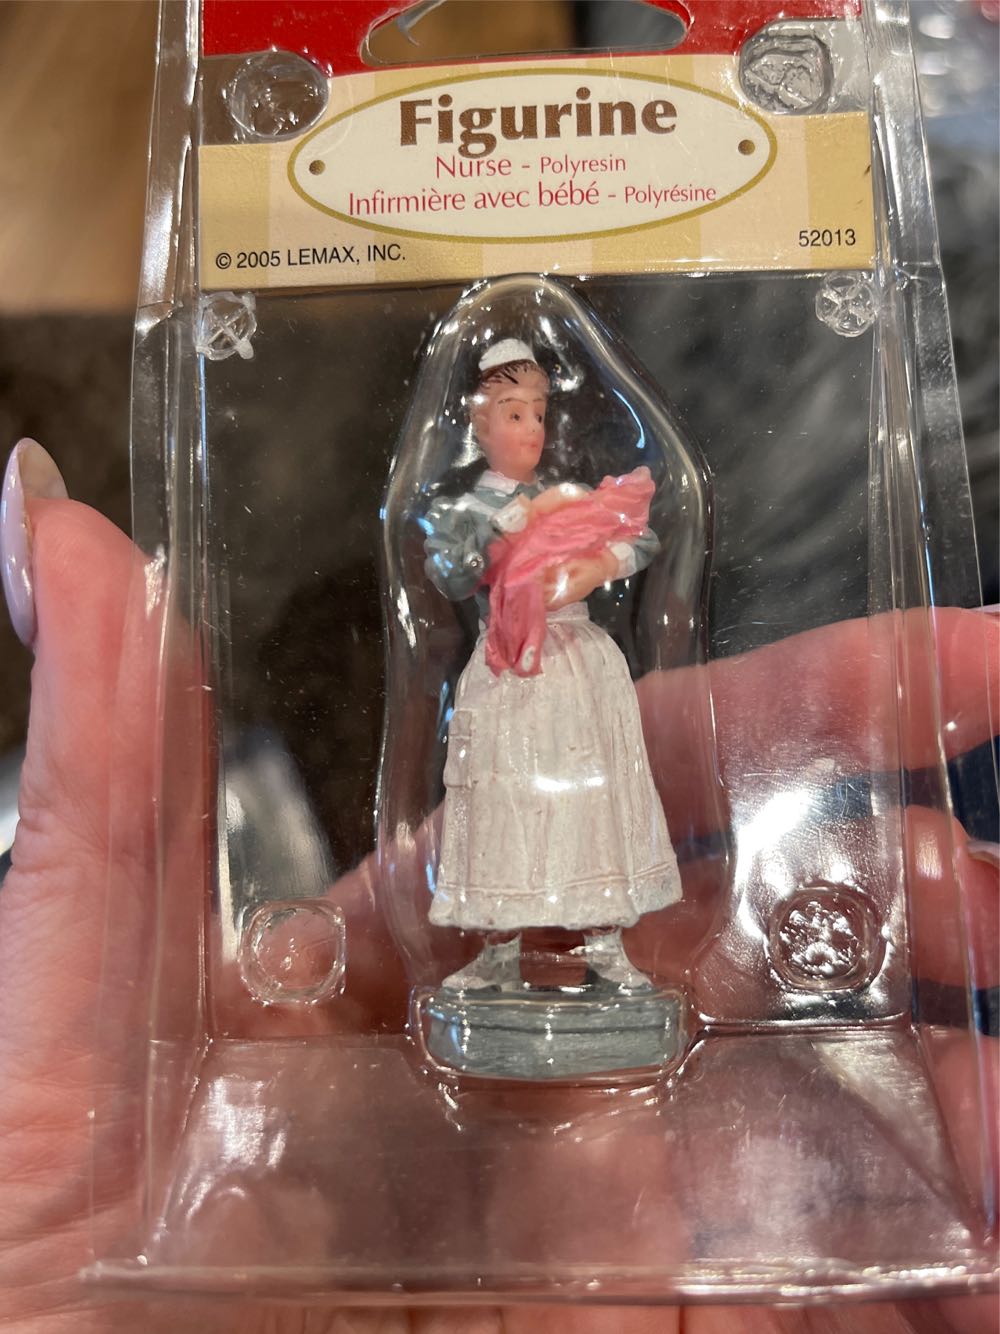 Figurine
Nurse - Polyresin
Infirmière avec bébé - Polyrésine
© 2005 LEMAX, INC.
52013